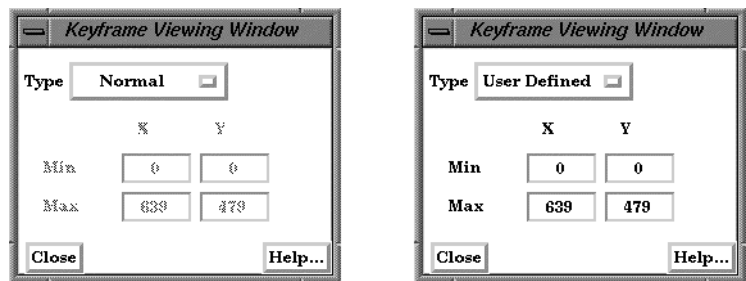 Keyframe Viewing Window
Type Normal
X Y
Min 0 0
Max 639 479
Close Help...
Keyframe Viewing Window
Type User Defined
X Y
Min 0 0
Max 639 479
Close Help...